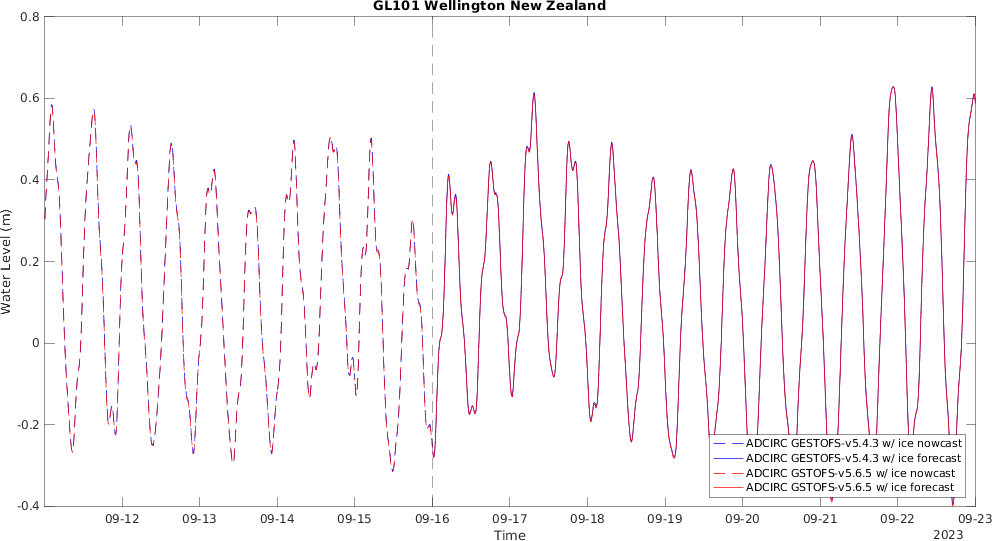 GL101 Wellington New Zealand
0.8
0.6
0.4
0.2
0
-0.2
-0.4
Water Level (m)
ADCIRC GESTOFS-v5.4.3 w/ ice nowcast
ADCIRC GESTOFS-v5.4.3 w/ ice forecast
ADCIRC GSTOFS-v5.6.5 w/ ice nowcast
ADCIRC GSTOFS-v5.6.5 w/ ice forecast
09-12 09-13 09-14 09-15 09-16 09-17 09-18 09-19 09-20 09-21 09-22 09-23
Time
2023